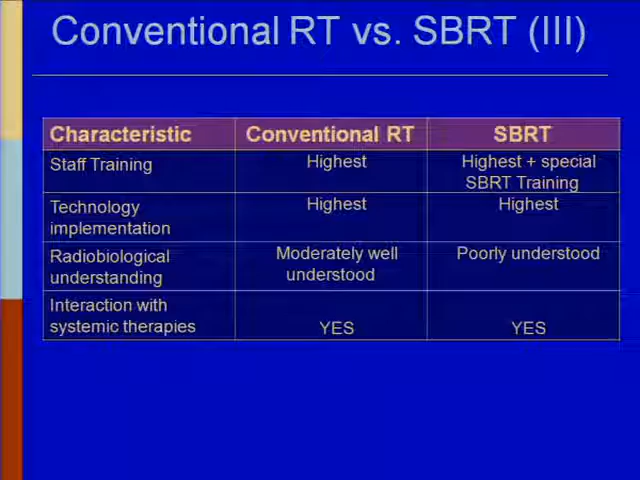 Conventional RT vs. SBRT (III)
Characteristic Conventional RT SBRT
Staff Training Highest Highest + special
SBRT Training
Technology Highest Highest
implementation
Radiobiological Moderately well Poorly understood
understanding understood
Interaction with
systemic therapies YES YES